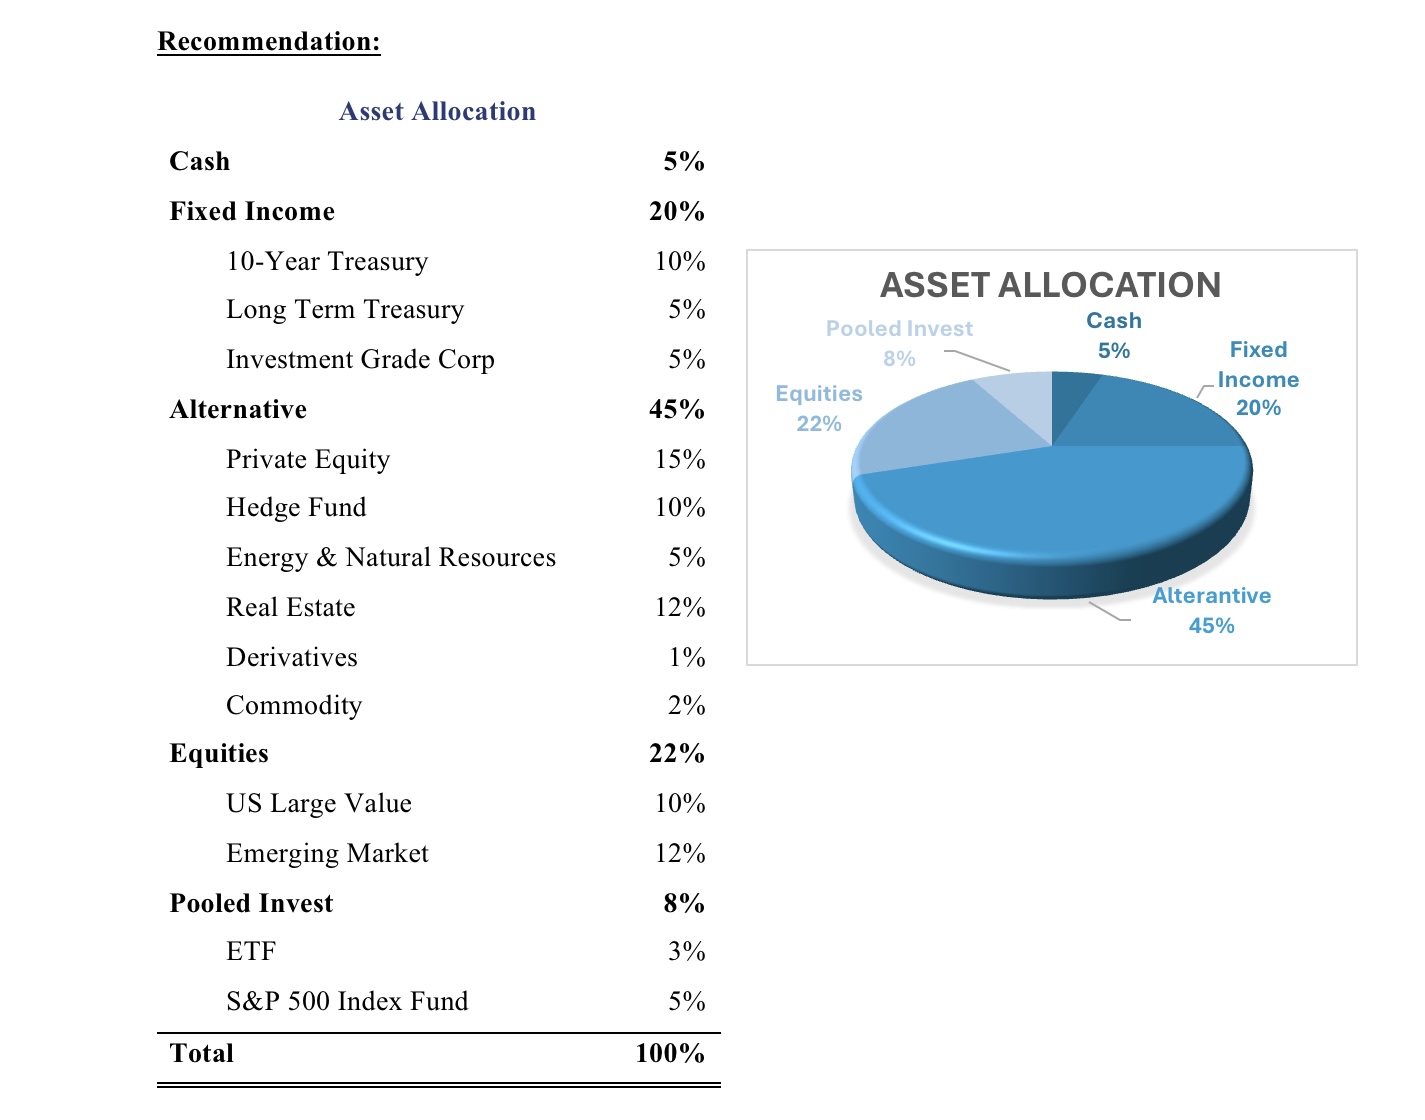 Recommendation:
Asset Allocation
Cash 5%
Fixed Income 20%
10-Year Treasury 10%
Long Term Treasury 5%
Investment Grade Corp 5%
Alternative 45%
Private Equity 15%
Hedge Fund 10%
Energy & Natural Resources 5%
Real Estate 12%
Derivatives 1%
Commodity 2%
Equities 22%
US Large Value 10%
Emerging Market 12%
Pooled Invest 8%
ETF 3%
S&P 500 Index Fund 5%
Total 100%
ASSET ALLOCATION
Cash
5%
Fixed
Income
20%
Alterantive
45%
Equities
22%
Pooled Invest
8%